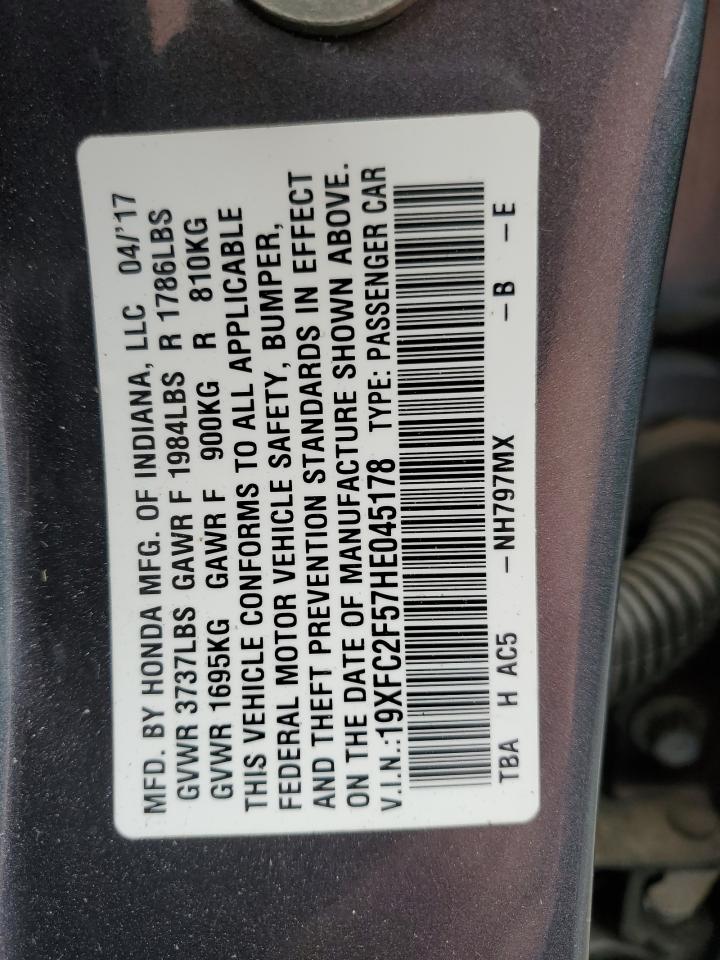 MFD. BY HONDA MFG. OF INDIANA, LLC 04/'17
GVWR 3737LBS GAWR F 1984LBS R 1786LBS
GVWR 1695KG GAWR F 900KG R 810KG
THIS VEHICLE CONFORMS TO ALL APPLICABLE
FEDERAL MOTOR VEHICLE SAFETY, BUMPER,
AND THEFT PREVENTION STANDARDS IN EFFECT
ON THE DATE OF MANUFACTURE SHOWN ABOVE.
V.I.N.:19XFC2F57HE045178 TYPE: PASSENGER CAR
TBA H AC5 -NH797MX -B -E